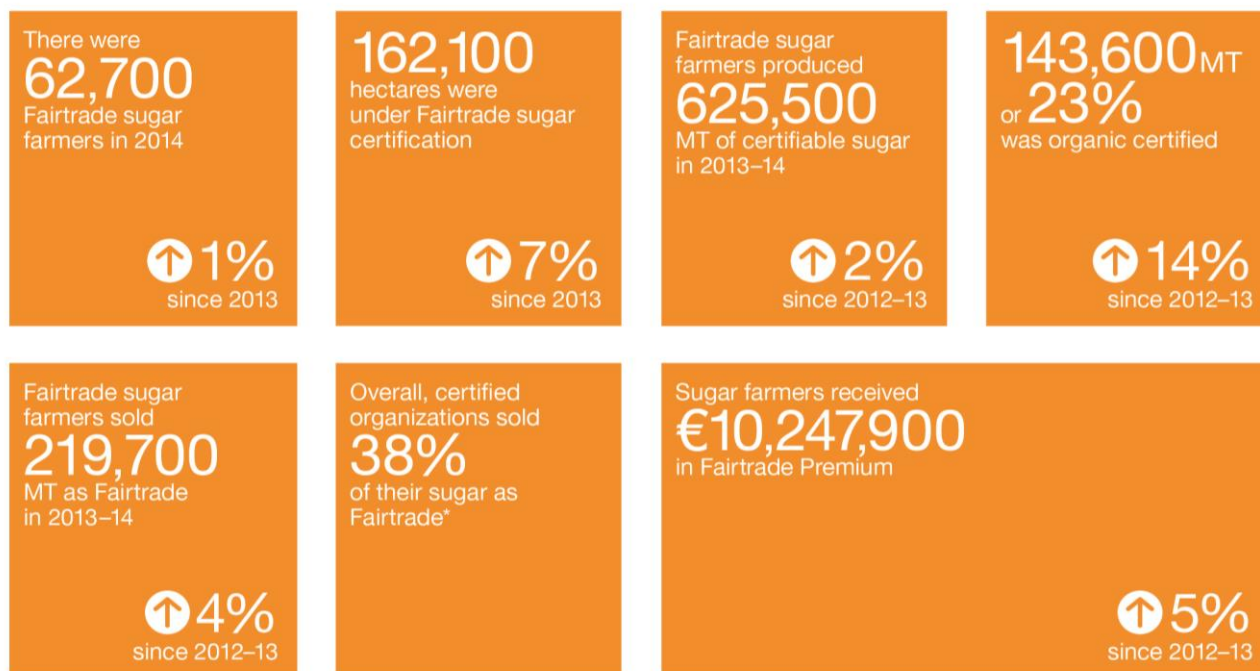 There were
62,700
Fairtrade sugar
farmers in 2014
↑ 1%
since 2013
162,100
hectares were
under Fairtrade sugar
certification
↑ 7%
since 2013
Fairtrade sugar
farmers produced
625,500
MT of certifiable sugar
in 2013–14
↑ 2%
since 2012–13
143,600 MT
or 23%
was organic certified
↑ 14%
since 2012–13
Fairtrade sugar
farmers sold
219,700
MT as Fairtrade
in 2013–14
↑ 4%
since 2012–13
Overall, certified
organizations sold
38%
of their sugar as
Fairtrade*
Sugar farmers received
€10,247,900
in Fairtrade Premium
↑ 5%
since 2012–13